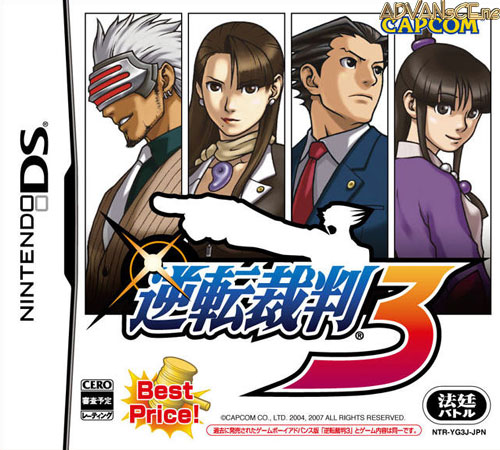 ADVANSCE.ng
CAPCOM
NINTENDO DS
逆転裁判3
®
CERO
審査予定
レーティング
Best
Price!
©CAPCOM CO., LTD. 2004, 2007 ALL RIGHTS RESERVED.
過去に発売されたゲームボーイアドバンス版「逆転裁判3」とゲーム内容は同一です。
法廷
バトル
NTR-YG3J-JPN